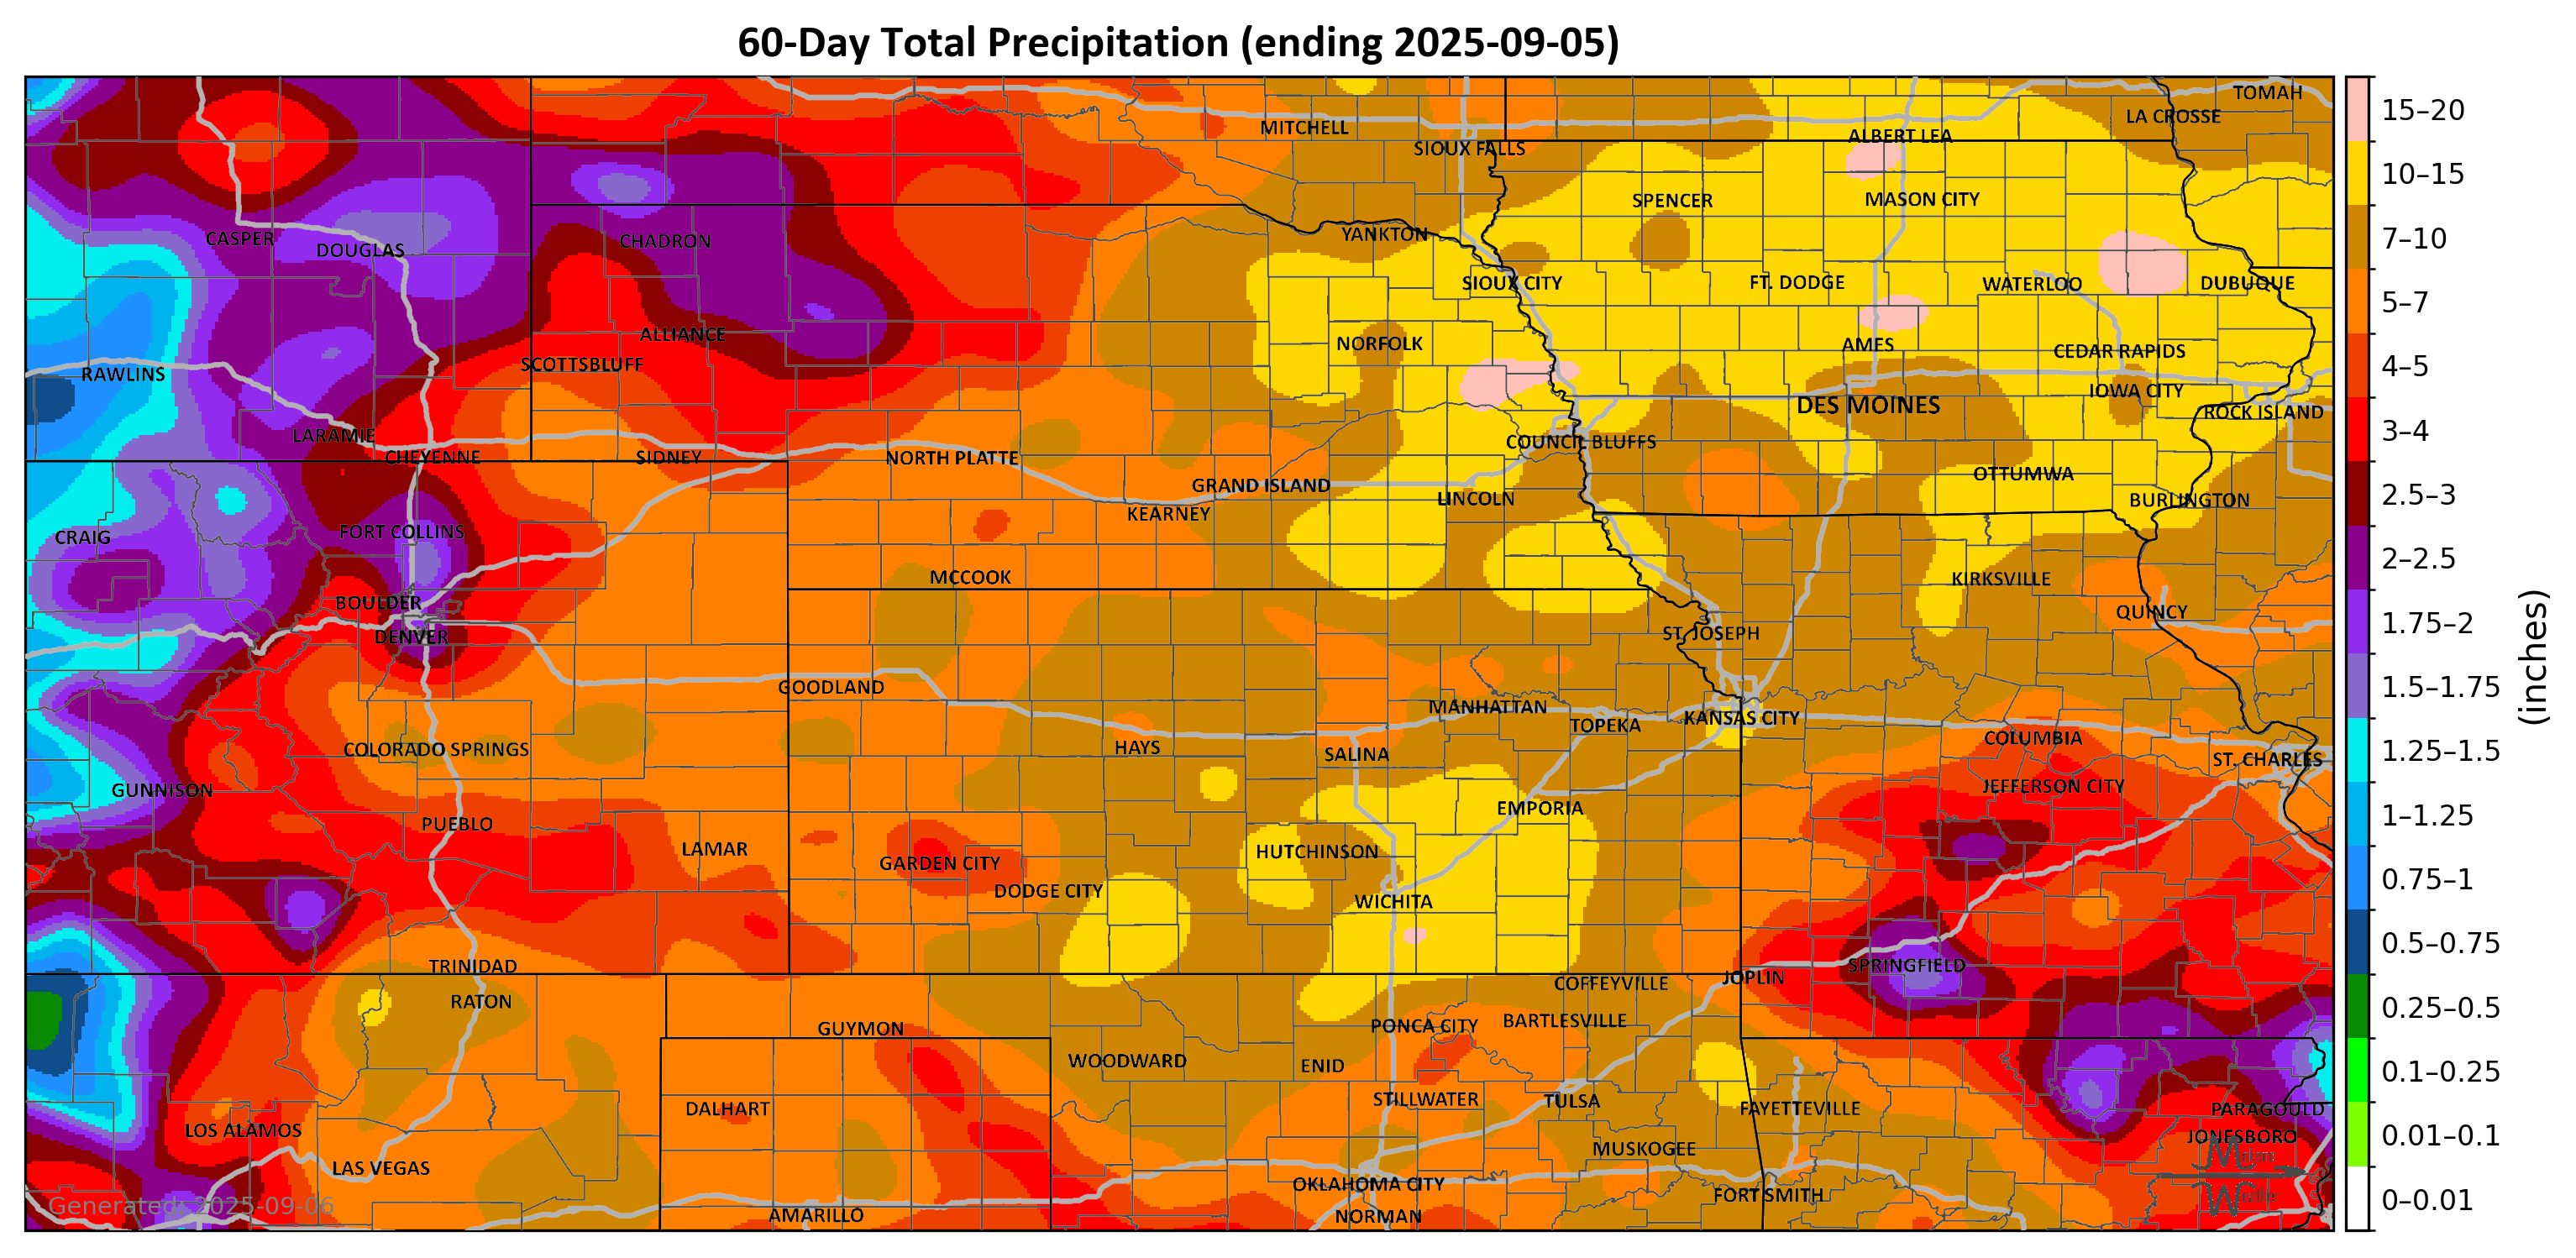 60-Day Total Precipitation (ending 2025-09-05)
TOMAH
LA CROSSE
MITCHELL
ALBERT LEA
SIOUX FALLS
SPENCER
MASON CITY
CASPER
DOUGLAS
CHADRON
YANKTON
SIOUX CITY
FT. DODGE
WATERLOO
DUBUQUE
ALLIANCE
NORFOLK
AMES
CEDAR RAPIDS
SCOTTSBLUFF
RAWLINS
IOWA CITY
DES MOINES
ROCK ISLAND
LARAMIE
COUNCIL BLUFFS
CHEYENNE
SIDNEY
NORTH PLATTE
OTTUMWA
GRAND ISLAND
LINCOLN
BURLINGTON
KEARNEY
FORT COLLINS
CRAIG
MCCOOK
KIRKSVILLE
BOULDER
QUINCY
DENVER
ST. JOSEPH
GOODLAND
MANHATTAN
TOPEKA
KANSAS CITY
COLUMBIA
COLORADO SPRINGS
HAYS
SALINA
ST. CHARLES
GUNNISON
JEFFERSON CITY
EMPORIA
PUEBLO
LAMAR
HUTCHINSON
GARDEN CITY
DODGE CITY
WICHITA
TRINIDAD
SPRINGFIELD
JOPLIN
COFFEYVILLE
RATON
GUYMON
PONCA CITY
BARTLESVILLE
WOODWARD
ENID
DALHART
STILLWATER
TULSA
FAYETTEVILLE
PARAGOULD
LOS ALAMOS
JONESBORO
MUSKOGEE
LAS VEGAS
OKLAHOMA CITY
FORT SMITH
AMARILLO
NORMAN
Generated: 2025-09-06
15–20
10–15
7–10
5–7
4–5
3–4
2.5–3
2–2.5
1.75–2
1.5–1.75
1.25–1.5
1–1.25
0.75–1
0.5–0.75
0.25–0.5
0.1–0.25
0.01–0.1
0–0.01
(inches)